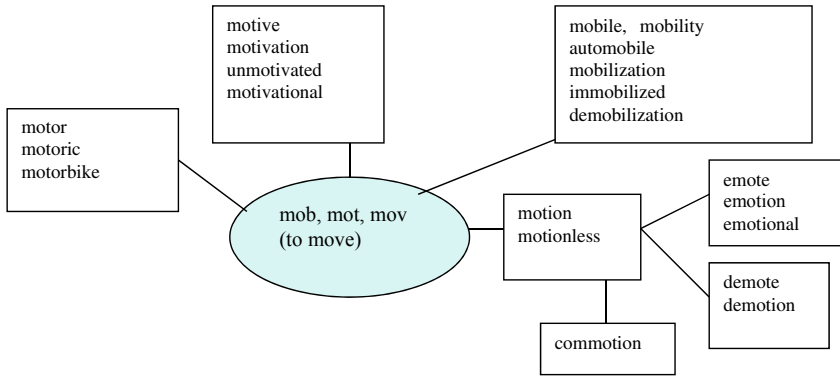 motive
motivation
unmotivated
motivational
mobile, mobility
automobile
mobilization
immobilized
demobilization
motor
motoric
motorbike
mob, mot, mov
(to move)
motion
motionless
emote
emotion
emotional
demote
demotion
commotion